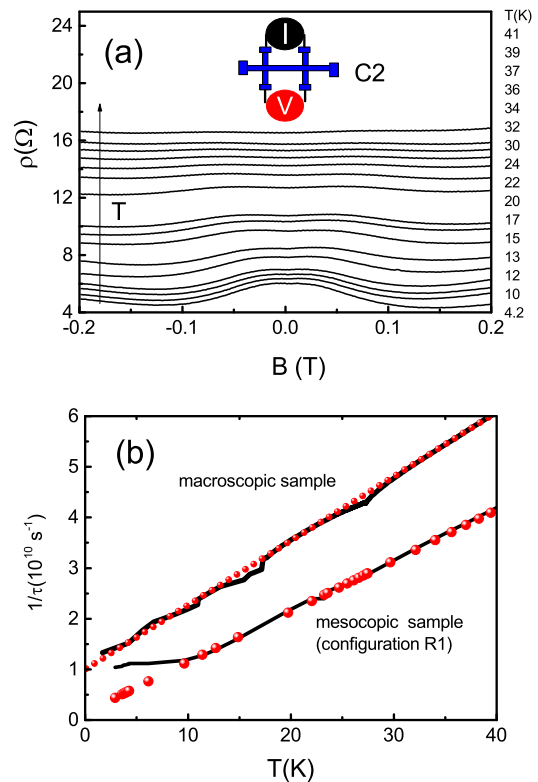 (a)
I
V
C2
T
ρ(Ω)
24
20
16
12
8
4
-0.2 -0.1 0.0 0.1 0.2
B (T)
T(K)
41
39
37
36
34
32
30
24
22
20
17
15
13
12
10
4.2
(b)
macroscopic sample
mesocopic sample
(configuration R1)
1/τ(10¹⁰ s⁻¹)
6
5
4
3
2
1
0
0 10 20 30 40
T(K)